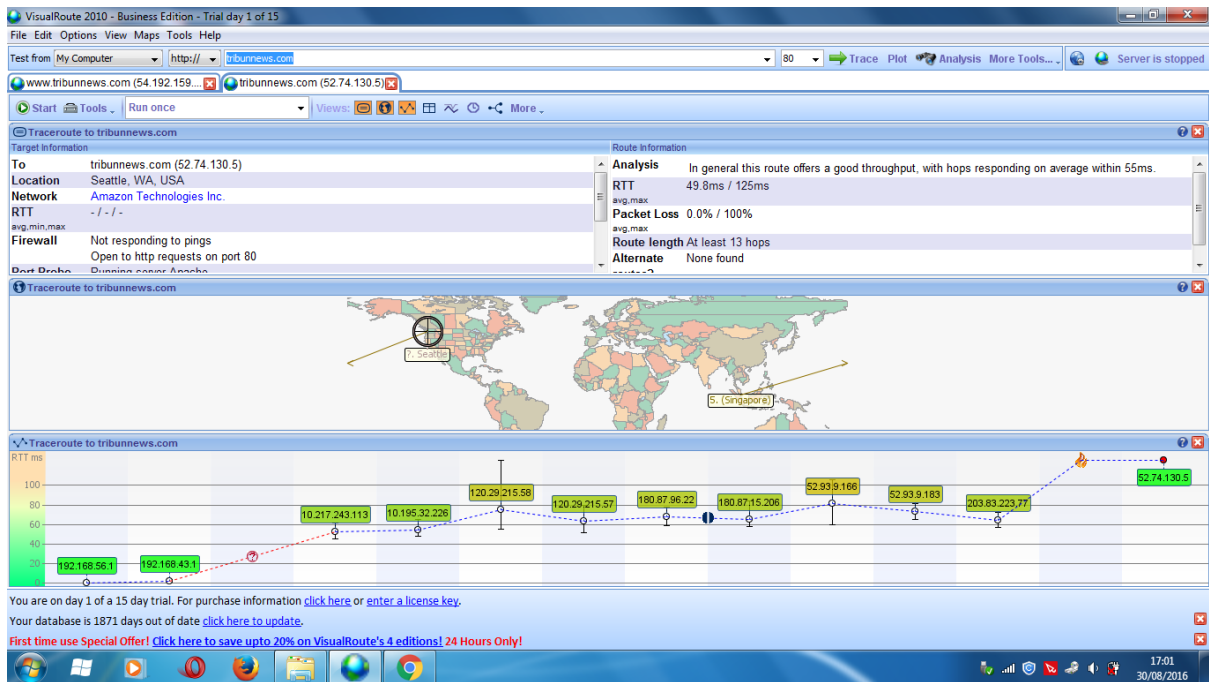 VisualRoute 2010 - Business Edition - Trial day 1 of 15
File Edit Options View Maps Tools Help
Test from My Computer http:// tribunnews.com 80 Trace Plot Analysis More Tools... Server is stopped
www.tribunnews.com (54.192.159.... tribunnews.com (52.74.130.5)
Start Tools Run once Views: More
Traceroute to tribunnews.com
Target Information
To tribunnews.com (52.74.130.5)
Location Seattle, WA, USA
Network Amazon Technologies Inc.
RTT - / - / -
avg,min,max
Firewall Not responding to pings
Open to http requests on port 80
Port Probe Running server Apache
Route Information
Analysis In general this route offers a good throughput, with hops responding on average within 55ms.
RTT 49.8ms / 125ms
avg,max
Packet Loss 0.0% / 100%
avg,max
Route length At least 13 hops
Alternate None found
routes?
Traceroute to tribunnews.com
?. Seattle
5. (Singapore)
Traceroute to tribunnews.com
RTT ms
100
80
60
40
20
0
192.168.56.1
192.168.43.1
?
10.217.243.113
10.195.32.226
120.29.215.58
120.29.215.57
180.87.96.22
180.87.15.206
52.93.9.166
52.93.9.183
203.83.223.77
52.74.130.5
You are on day 1 of a 15 day trial. For purchase information click here or enter a license key.
Your database is 1871 days out of date click here to update.
First time use Special Offer! Click here to save upto 20% on VisualRoute's 4 editions! 24 Hours Only!
17:01
30/08/2016